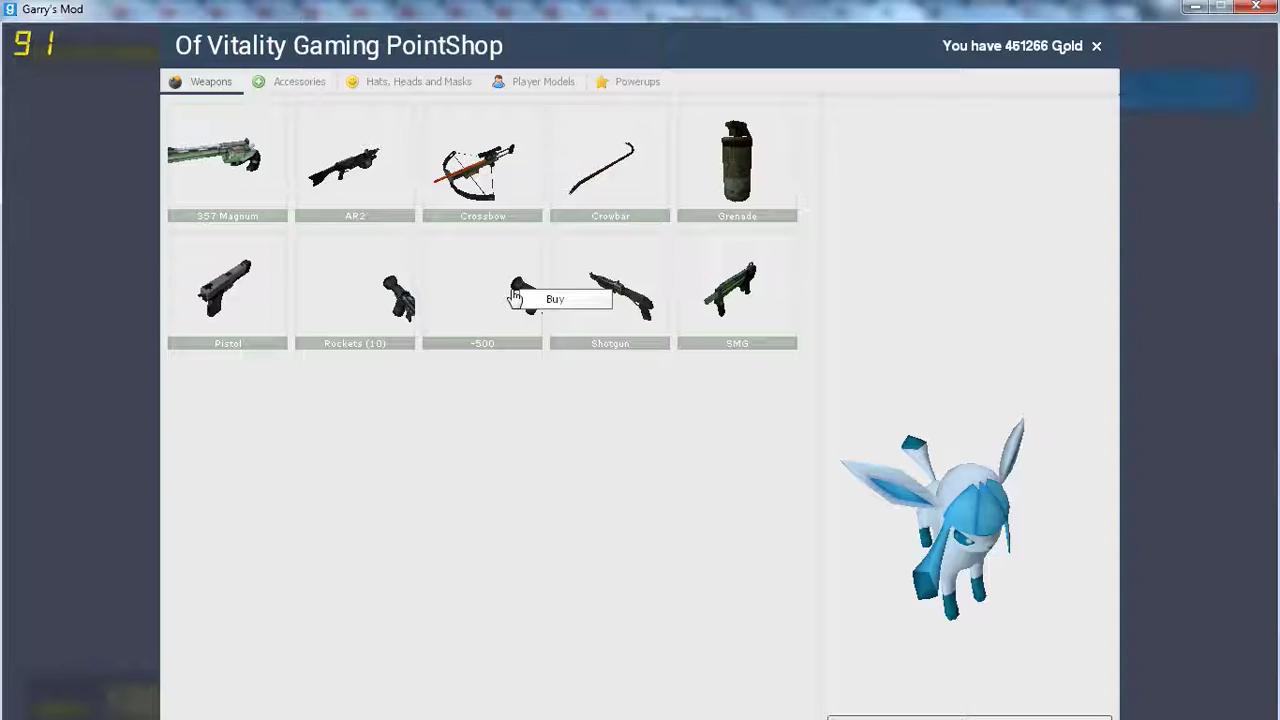 Garry's Mod
91
Of Vitality Gaming PointShop
You have 451266 Gold
Weapons Accessories Hats, Heads and Masks Player Models Powerups
357 Magnum AR2 Crossbow Crowbar Grenade
Buy
Pistol Rockets (10) -500 Shotgun SMG